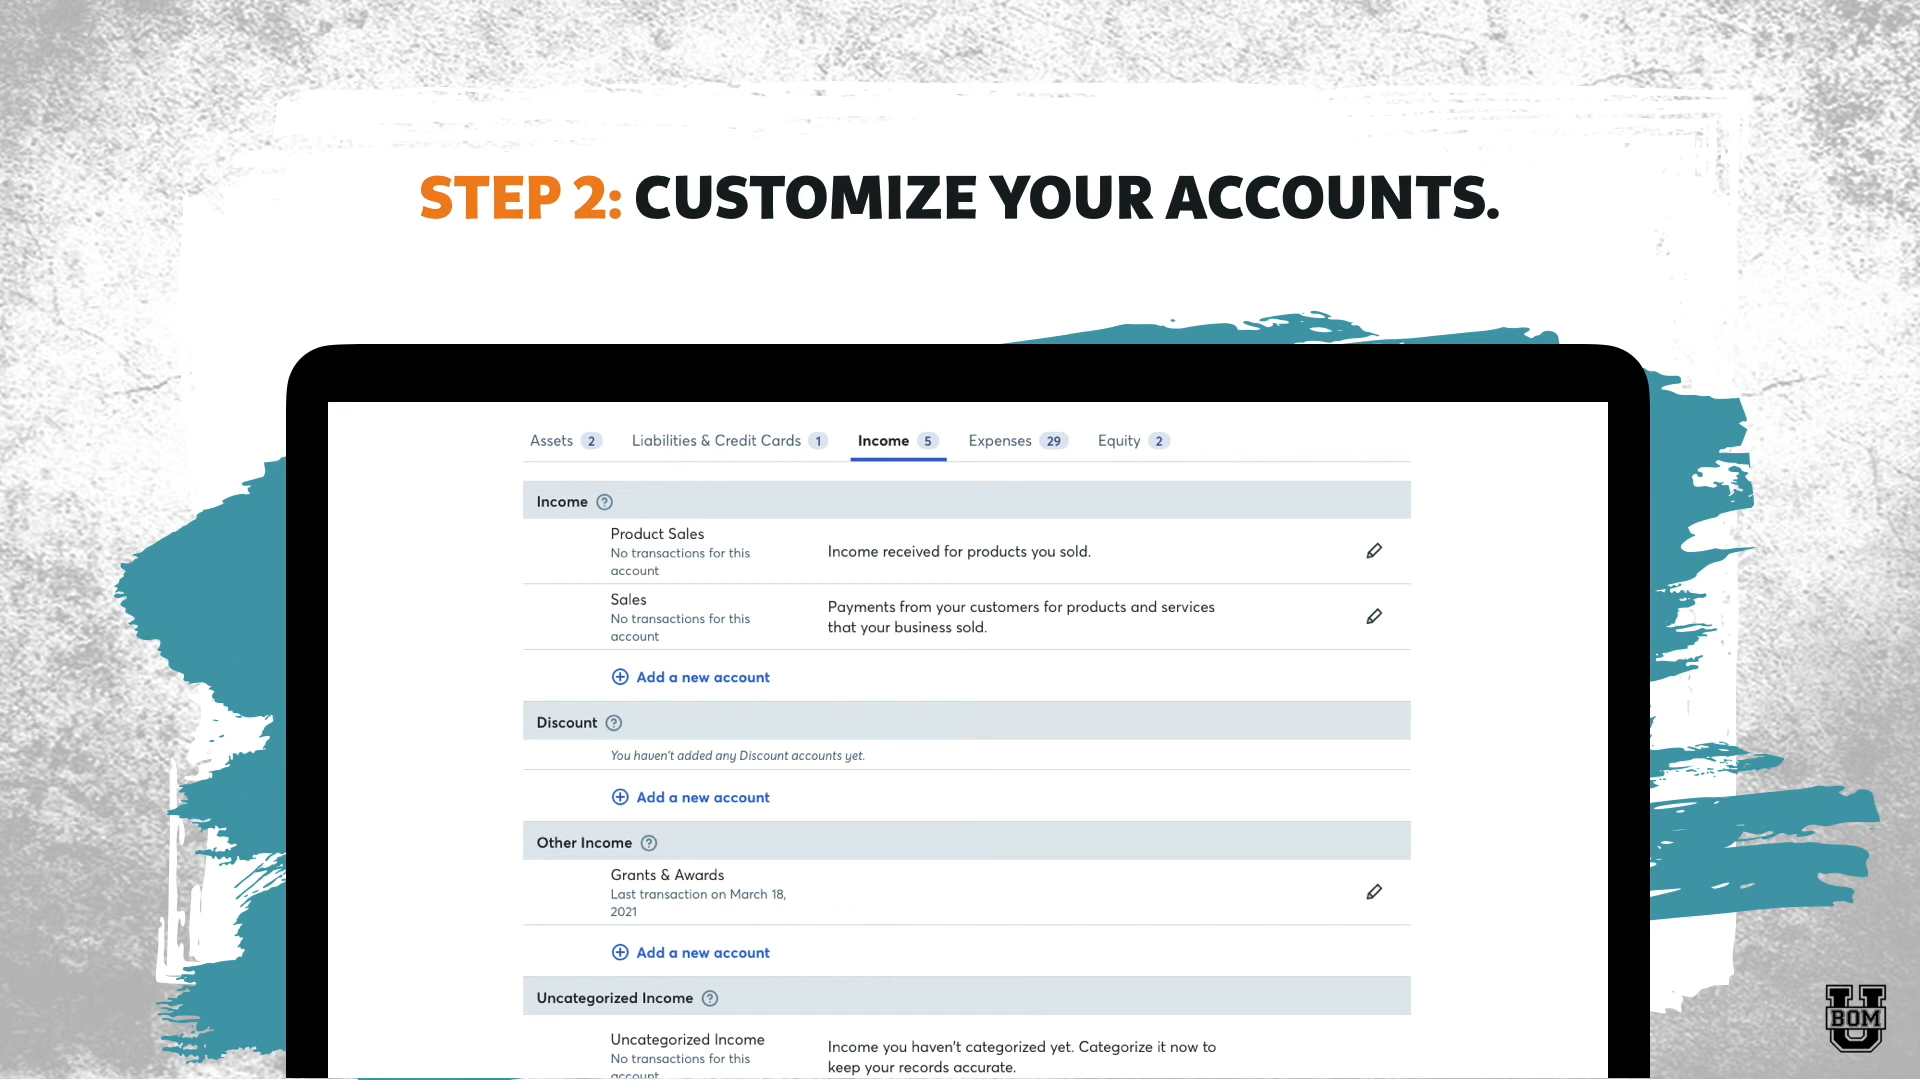 STEP 2: CUSTOMIZE YOUR ACCOUNTS.
Assets 2 Liabilities & Credit Cards 1 Income 5 Expenses 29 Equity 2
Income ?
Product Sales
No transactions for this
account
Income received for products you sold.
Sales
No transactions for this
account
Payments from your customers for products and services
that your business sold.
Add a new account
Discount ?
You haven't added any Discount accounts yet.
Add a new account
Other Income ?
Grants & Awards
Last transaction on March 18,
2021
Add a new account
Uncategorized Income ?
Uncategorized Income
No transactions for this
account
Income you haven't categorized yet. Categorize it now to
keep your records accurate.
U
BOM